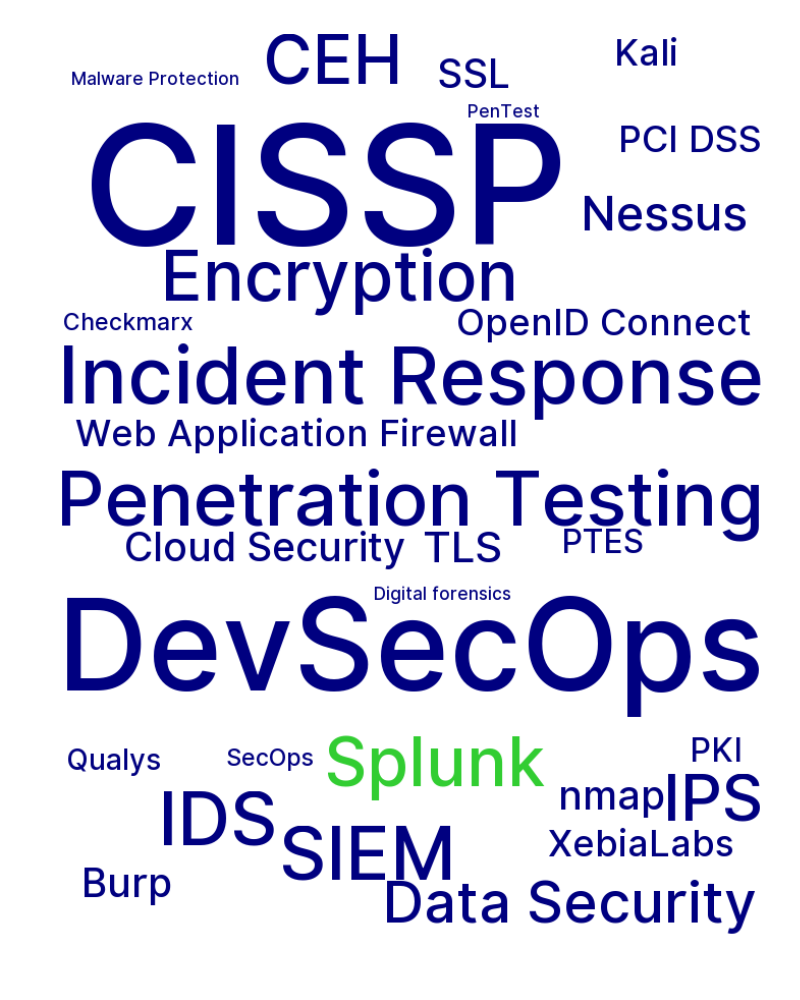 CEH
Kali
SSL
Malware Protection
PenTest
CISSP
PCI DSS
Nessus
Encryption
Checkmarx
OpenID Connect
Incident Response
Web Application Firewall
Penetration Testing
Cloud Security
TLS
PTES
Digital forensics
DevSecOps
Qualys
SecOps
Splunk
PKI
nmap
IPS
IDS
SIEM
XebiaLabs
Burp
Data Security